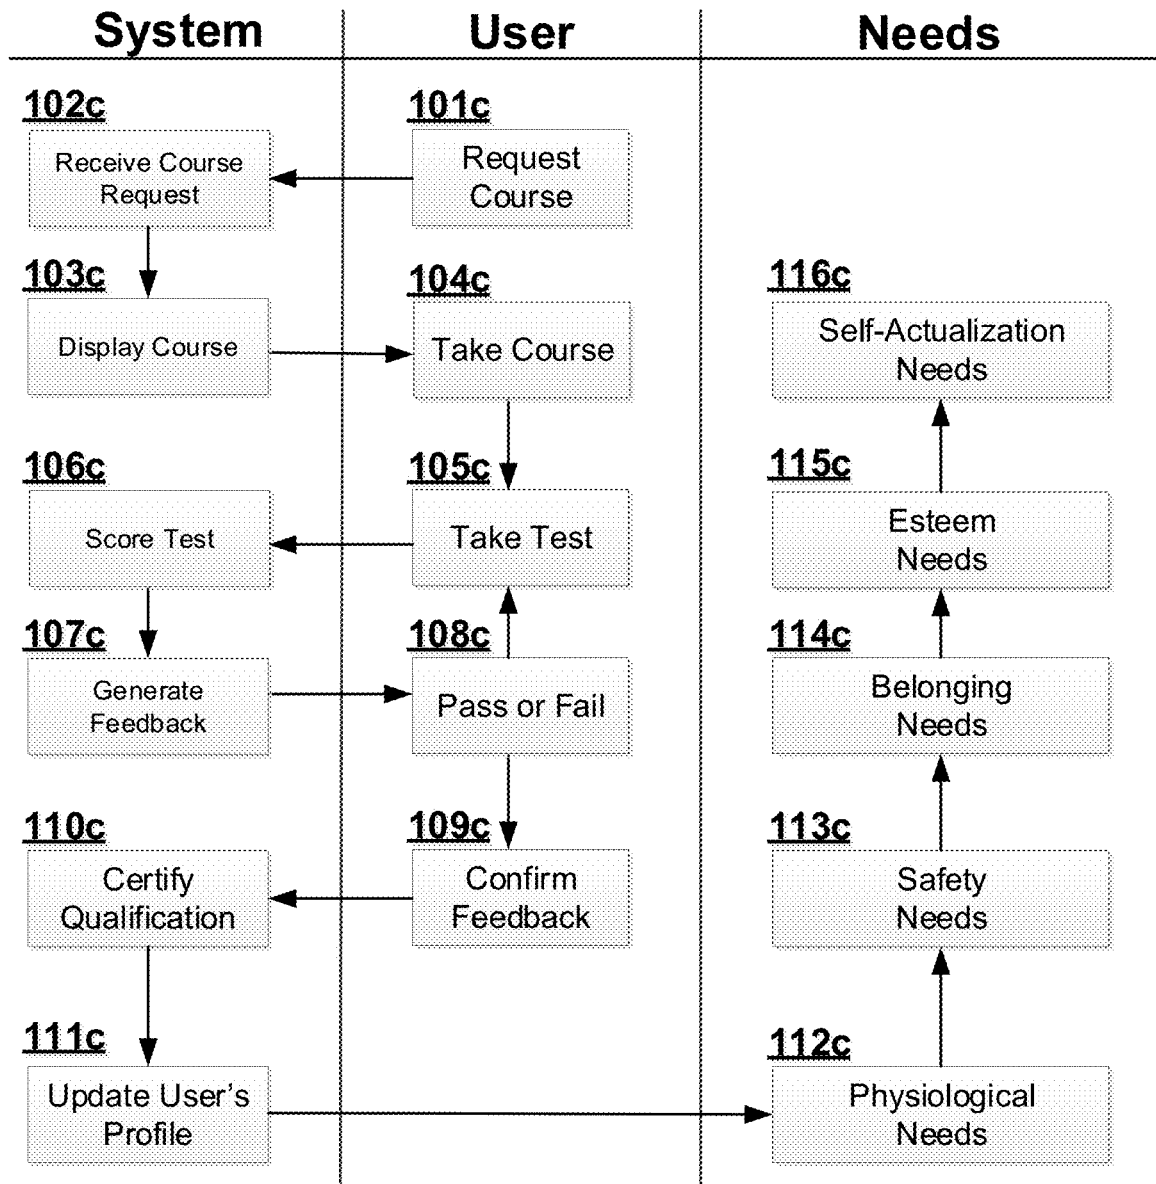 System
User
Needs
102c
Receive Course
Request
101c
Request
Course
103c
Display Course
104c
Take Course
116c
Self-Actualization
Needs
106c
Score Test
105c
Take Test
115c
Esteem
Needs
107c
Generate
Feedback
108c
Pass or Fail
114c
Belonging
Needs
110c
Certify
Qualification
109c
Confirm
Feedback
113c
Safety
Needs
111c
Update User's
Profile
112c
Physiological
Needs